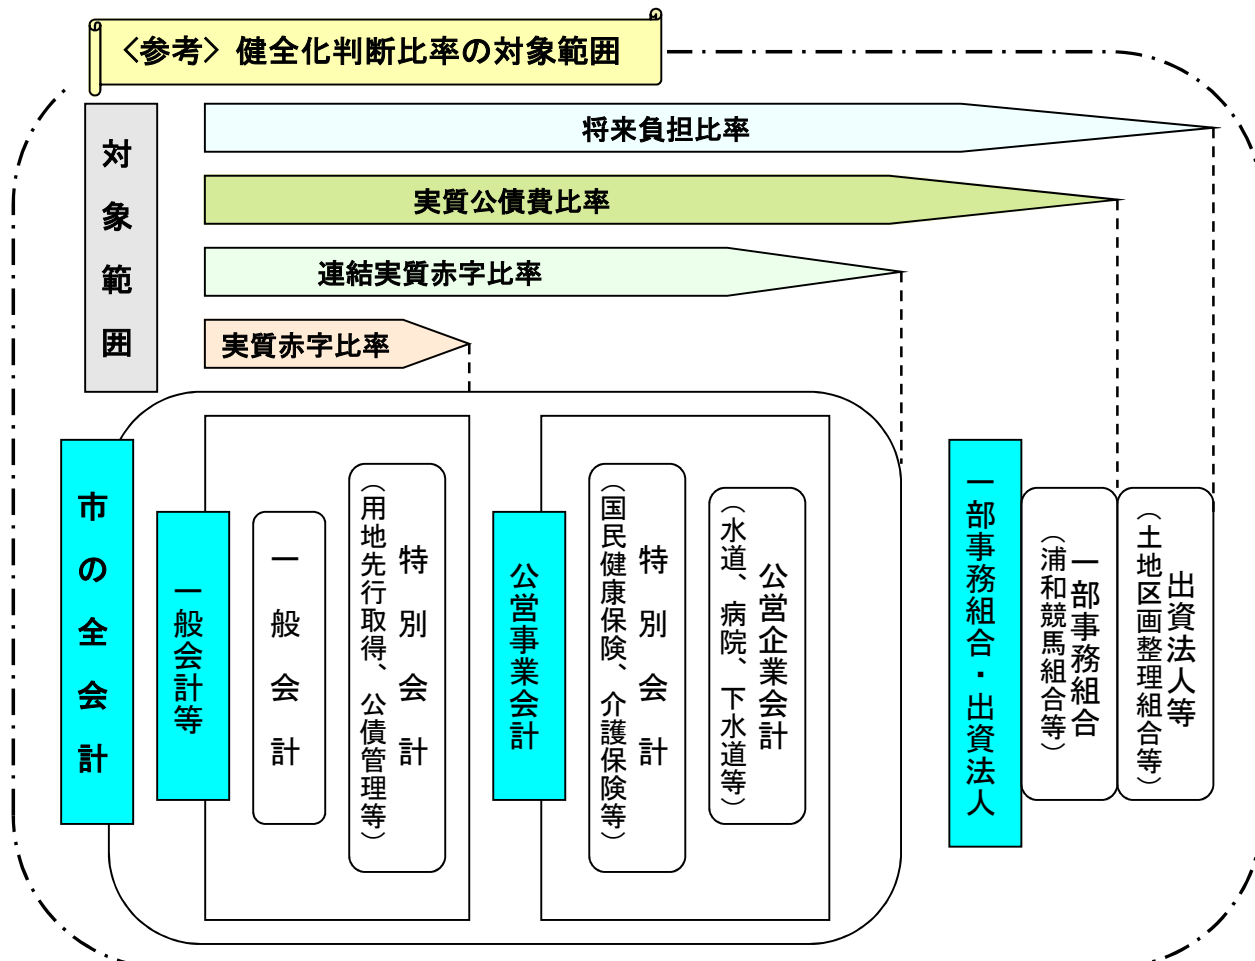 〈参考〉健全化判断比率の対象範囲
対象範囲
将来負担比率
実質公債費比率
連結実質赤字比率
実質赤字比率
市の全会計
一般会計等
一般会計
特別会計
（用地先行取得、公債管理等）
公営事業会計
特別会計
（国民健康保険、介護保険等）
公営企業会計
（水道、病院、下水道等）
一部事務組合・出資法人
一部事務組合
（浦和競馬組合等）
出資法人等
（土地区画整理組合等）